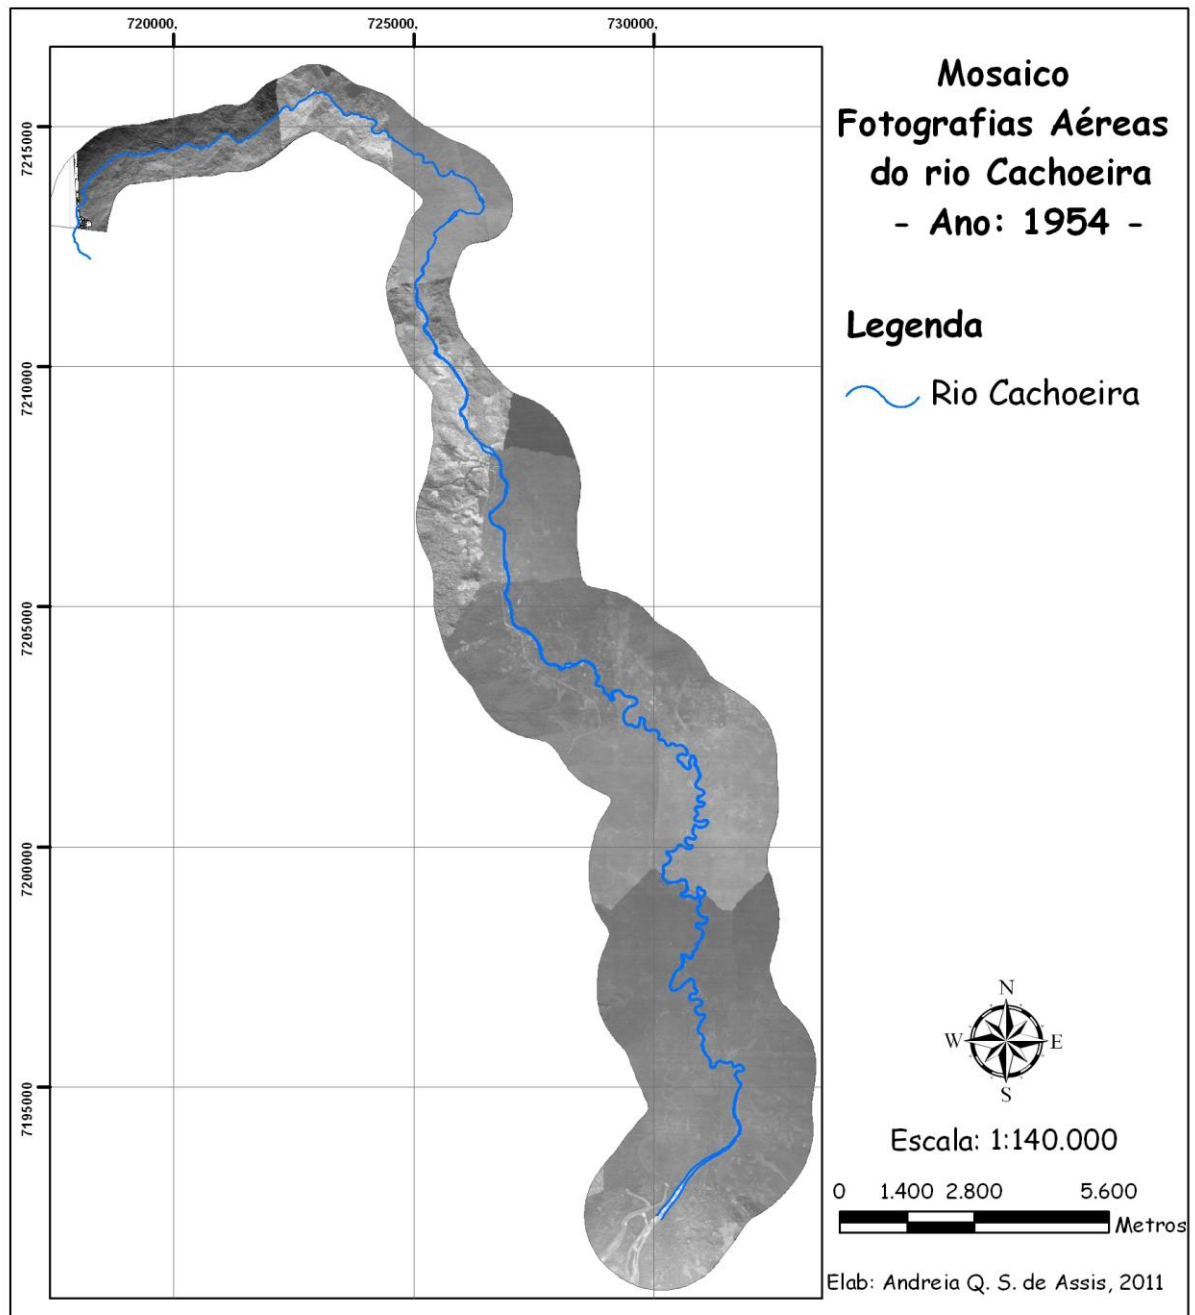 720000.
725000.
730000.
7215000
7210000
7205000
7200000
7195000
Mosaico
Fotografias Aéreas
do rio Cachoeira
- Ano: 1954 -
Legenda
Rio Cachoeira
N
W E
S
Escala: 1:140.000
0 1.400 2.800 5.600
Metros
Elab: Andreia Q. S. de Assis, 2011